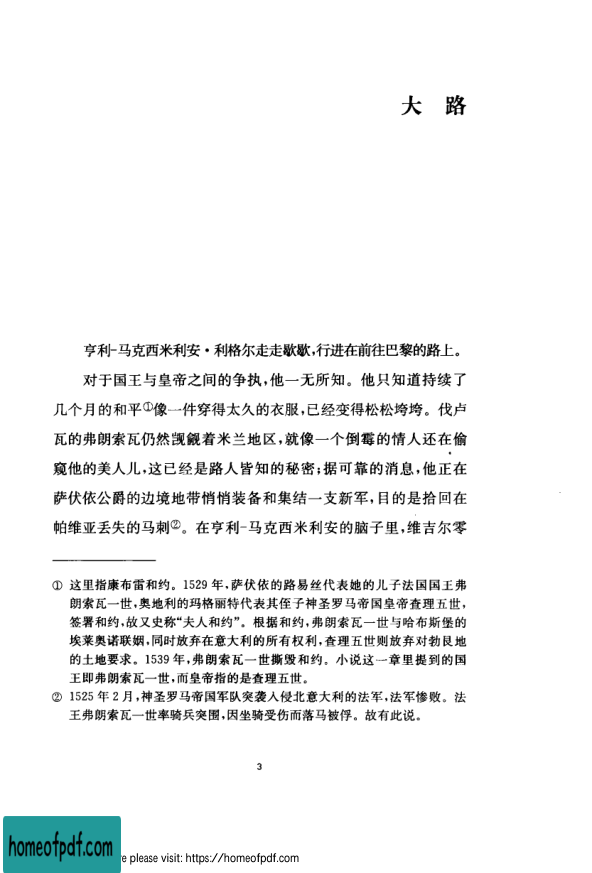 大 路
亨利-马克西米利安·利格尔走走歇歇,行进在前往巴黎的路上。
对于国王与皇帝之间的争执,他一无所知。他只知道持续了
几个月的和平①像一件穿得太久的衣服,已经变得松松垮垮。伐卢
瓦的弗朗索瓦仍然觊觎着米兰地区,就像一个倒霉的情人还在偷
窥他的美人儿,这已经是路人皆知的秘密;据可靠的消息,他正在
萨伏依公爵的边境地带悄悄装备和集结一支新军,目的是拾回在
帕维亚丢失的马刺②。在亨利-马克西米利安的脑子里,维吉尔零
① 这里指康布雷和约。1529 年,萨伏依的路易丝代表她的儿子法国国王弗
朗索瓦一世,奥地利的玛格丽特代表其侄子神圣罗马帝国皇帝查理五世,
签署和约,故又史称“夫人和约”。根据和约,弗朗索瓦一世与哈布斯堡的
埃莱奥诺联姻,同时放弃在意大利的所有权利,查理五世则放弃对勃艮地
的土地要求。1539 年,弗朗索瓦一世撕毁和约。小说这一章里提到的国
王即弗朗索瓦一世,而皇帝指的是查理五世。
② 1525 年 2 月,神圣罗马帝国军队突袭入侵北意大利的法军,法军惨败。法
王弗朗索瓦一世率骑兵突围,因坐骑受伤而落马被俘。故有此说。
3
homeofpdf.com
e please visit: https://homeofpdf.com